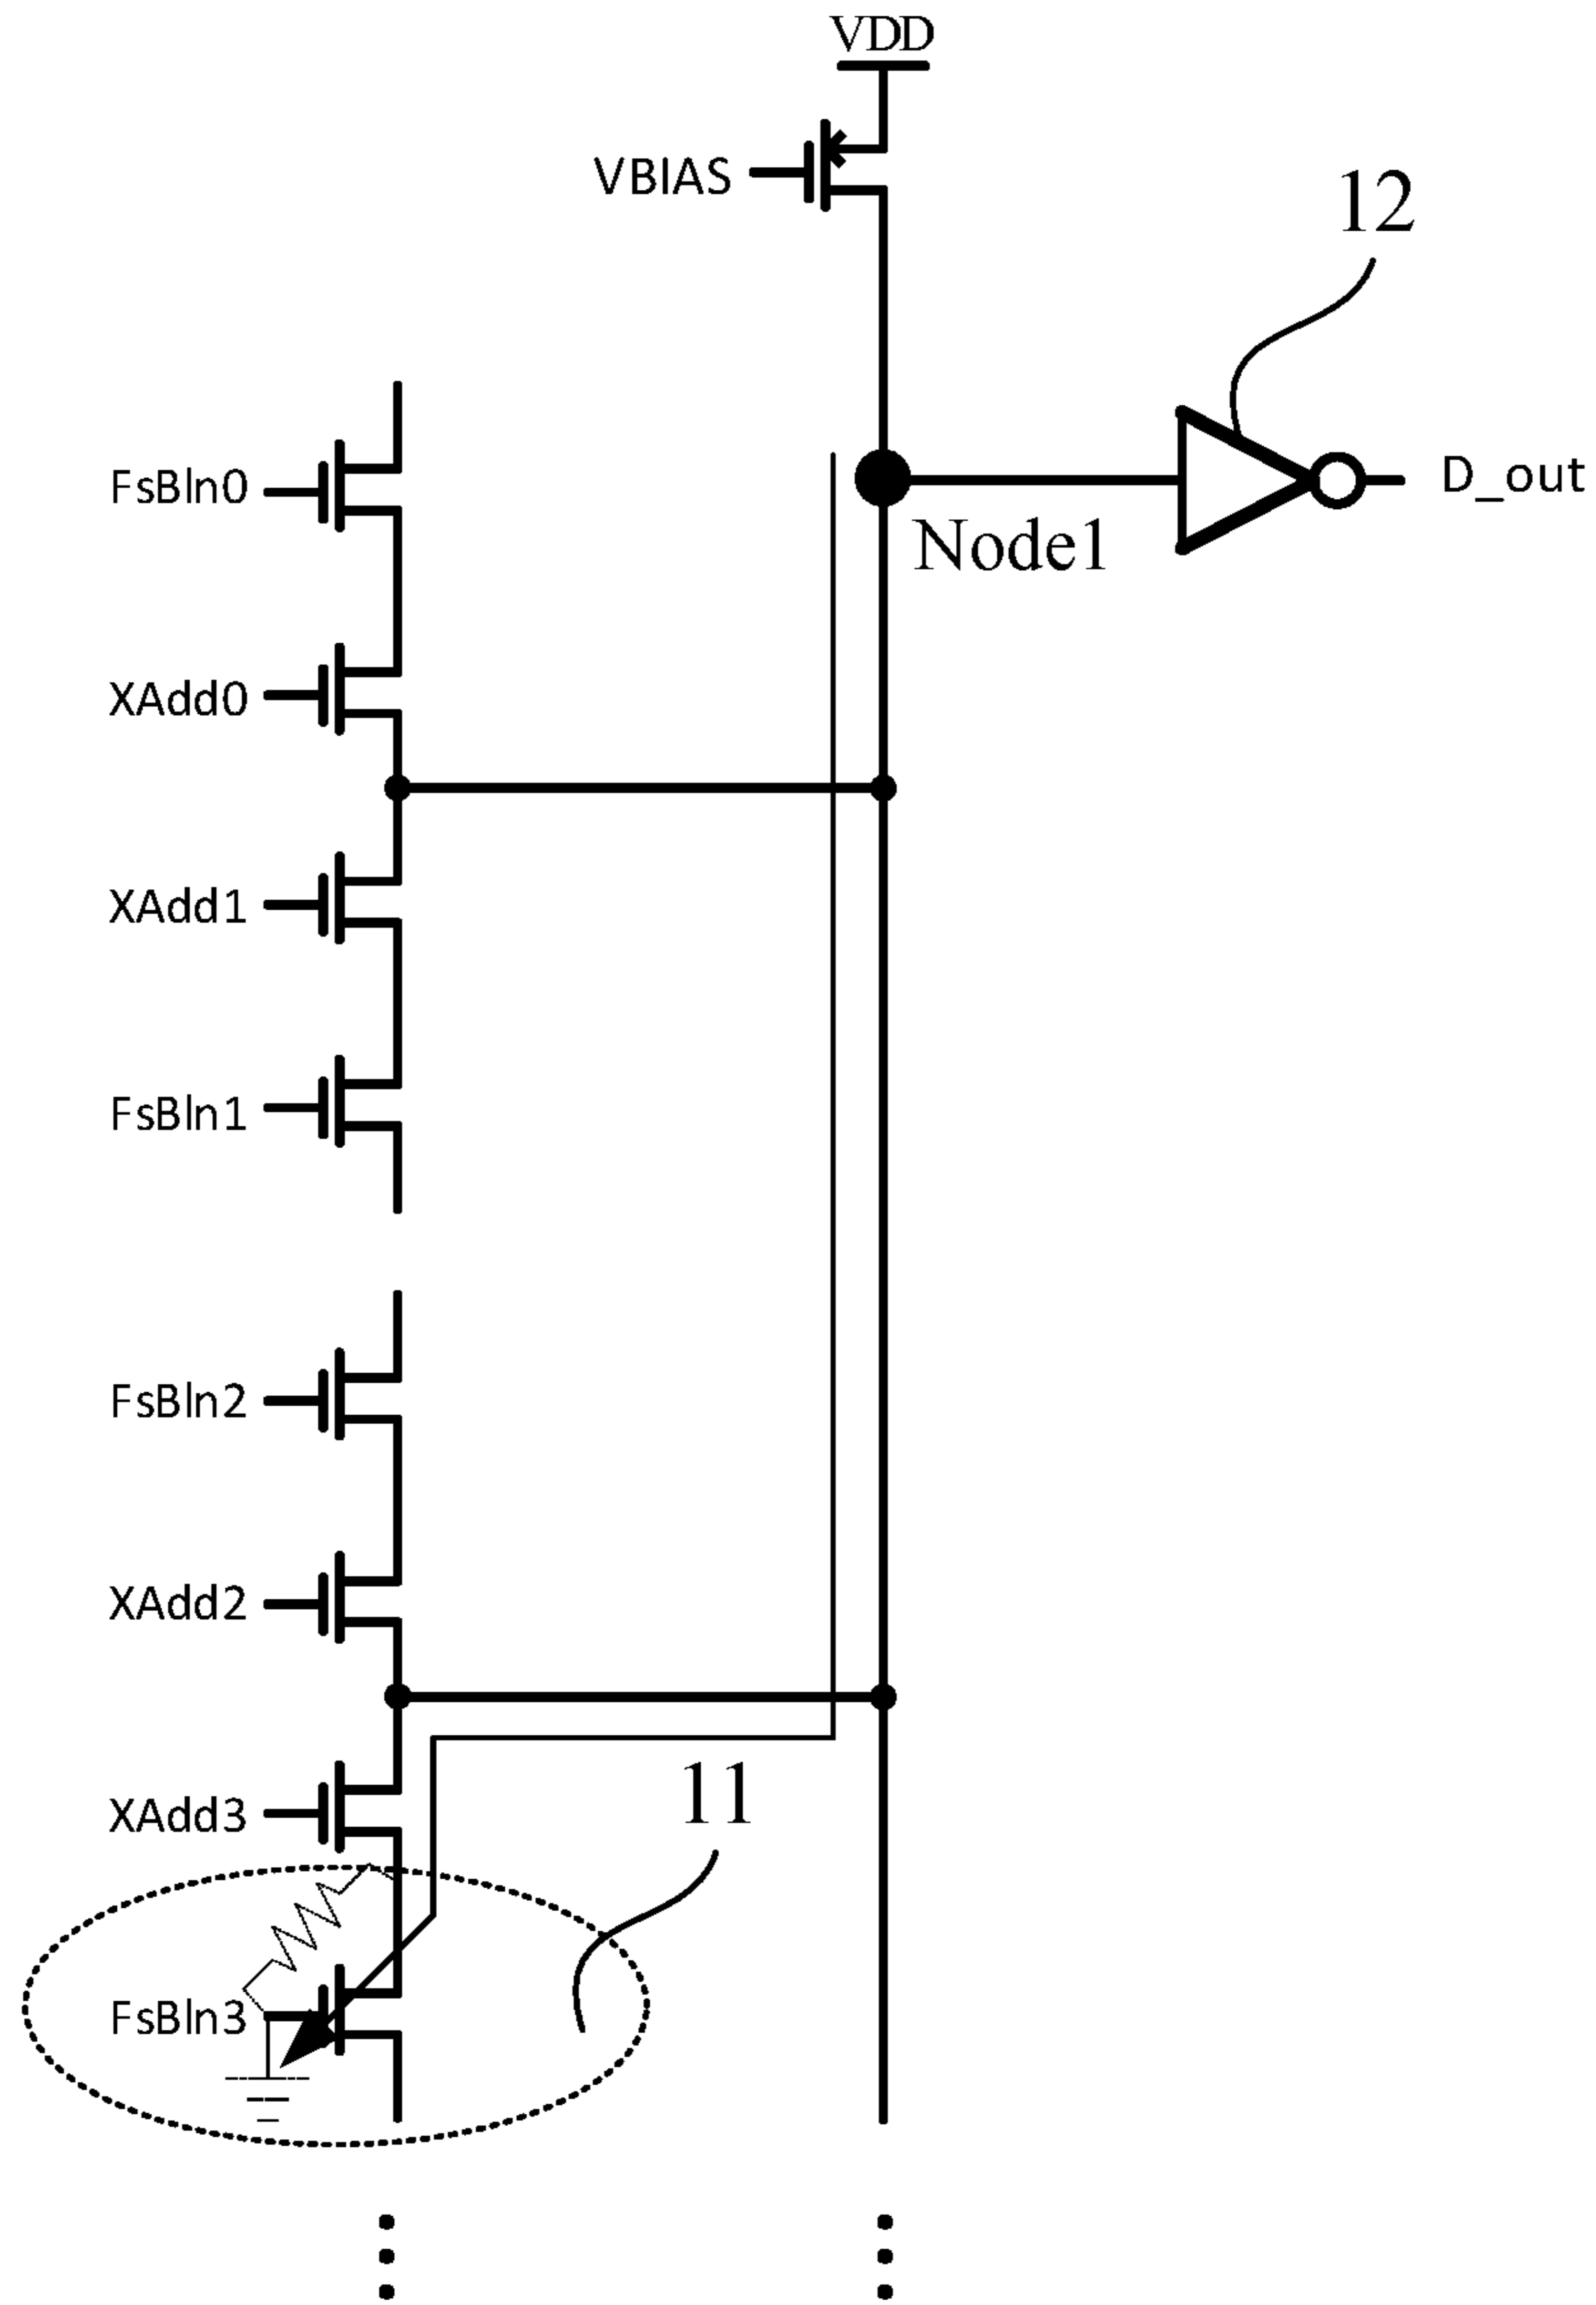 VDD
VBIAS
12
FsBln0
D_out
Node1
XAdd0
XAdd1
FsBln1
FsBln2
XAdd2
XAdd3
11
FsBln3